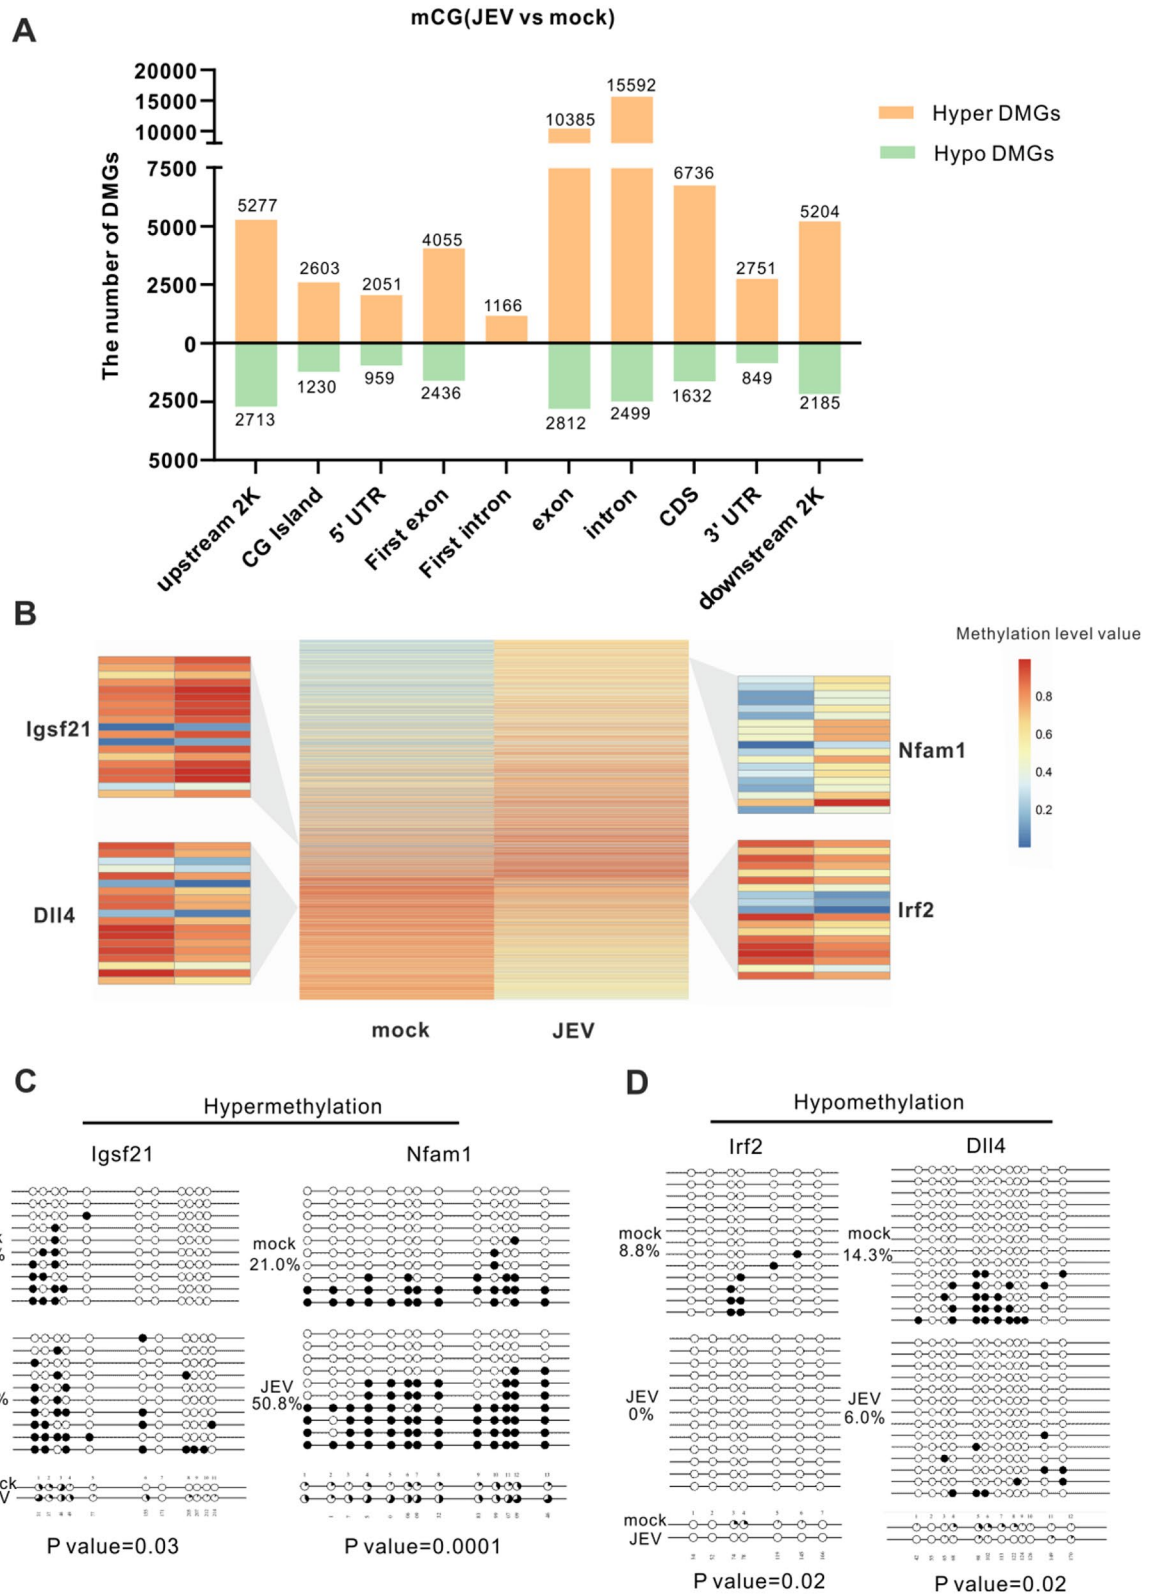 mCG(JEV vs mock)
A
20000
15000
10000
7500
5000
2500
0
2500
5000
The number of DMGs
5277
2603
2051
4055
1166
10385
15592
6736
2751
5204
2713
1230
959
2436
2812
2499
1632
849
2185
upstream 2K
CG Island
5' UTR
First exon
First intron
exon
intron
CDS
3' UTR
downstream 2K
Hyper DMGs
Hypo DMGs
B
Methylation level value
0.8
0.6
0.4
0.2
Igsf21
Nfam1
Dll4
Irf2
mock
JEV
C
Hypermethylation
Igsf21
Nfam1
k
%
mock
21.0%
%
JEV
50.8%
ck
V
P value=0.03
P value=0.0001
D
Hypomethylation
Irf2
Dll4
mock
8.8%
mock
14.3%
JEV
0%
JEV
6.0%
mock
JEV
P value=0.02
P value=0.02